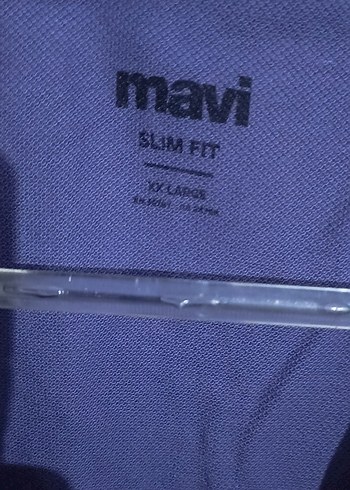 mavi
SLIM FIT
XX LARGE